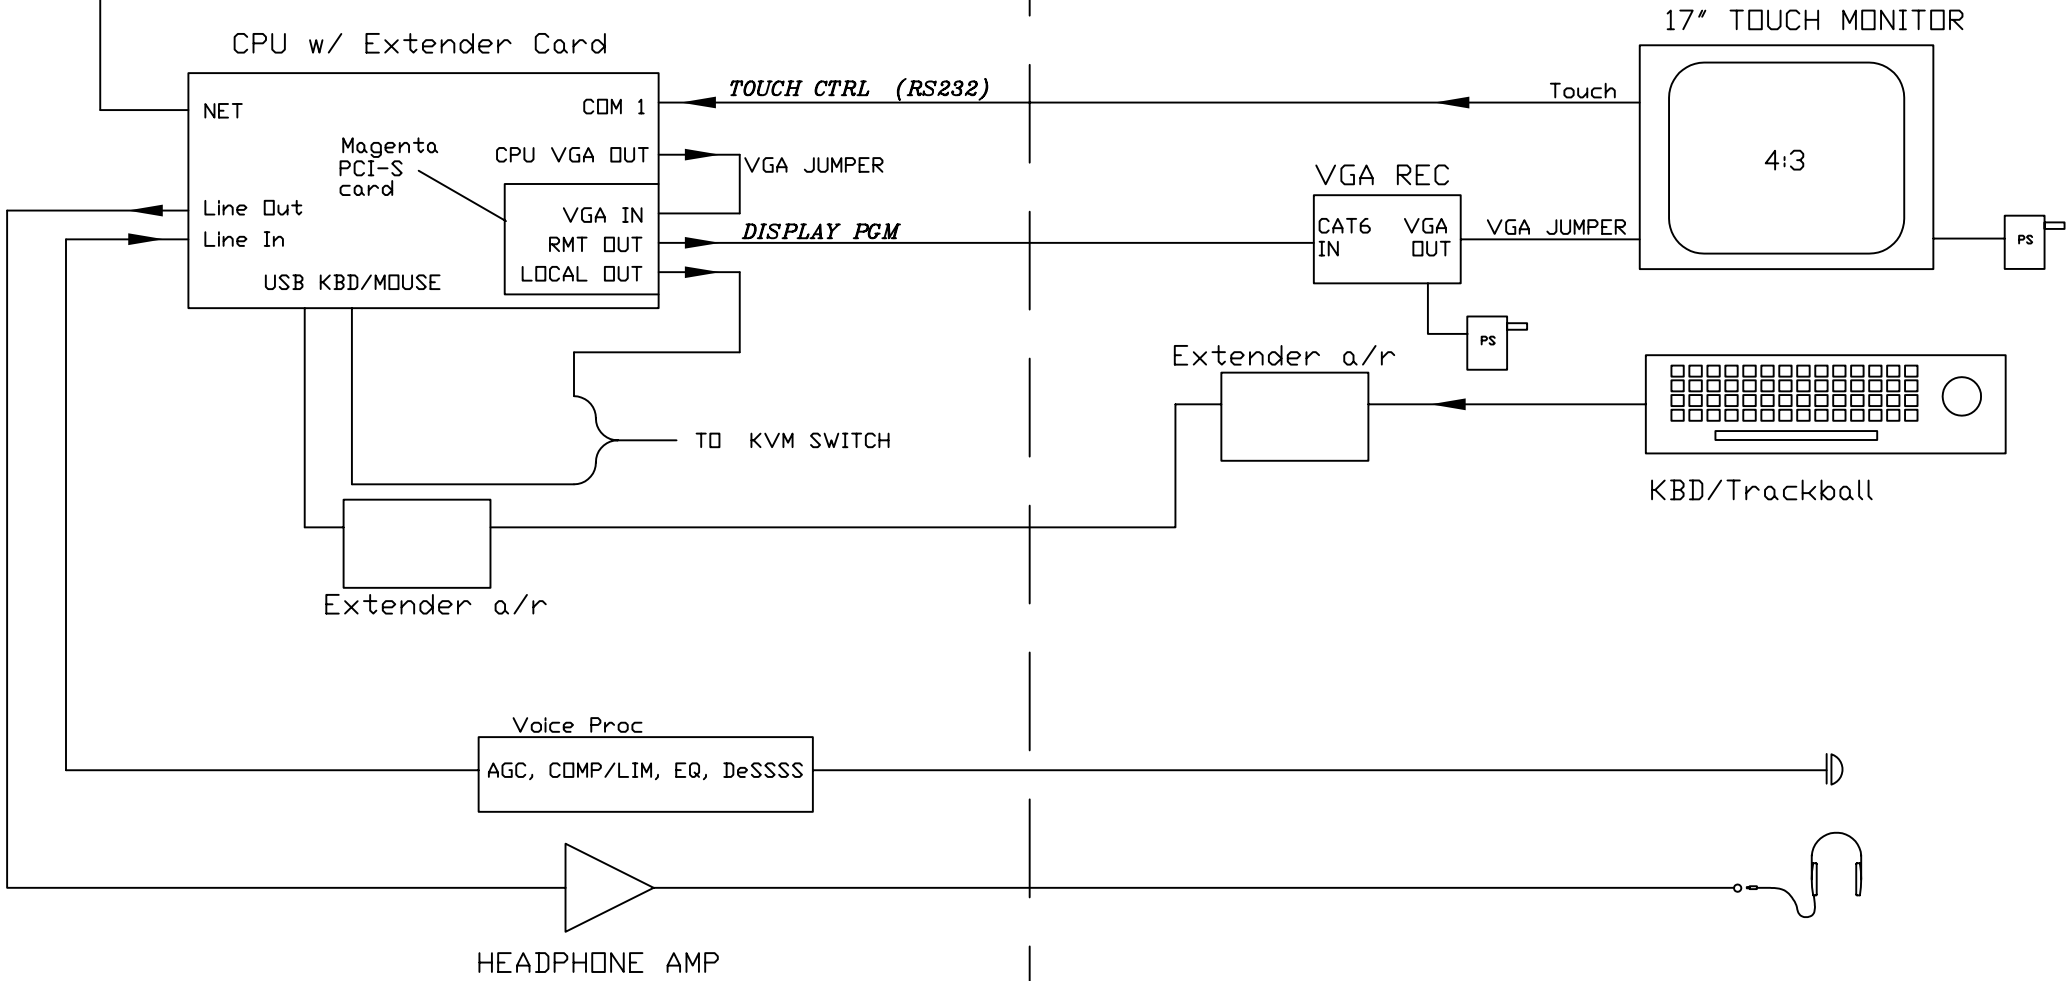 17" TOUCH MONITOR
CPU w/ Extender Card
TOUCH CTRL (RS232)
Touch
NET
COM 1
Magenta
PCI-S
card
CPU VGA OUT
VGA JUMPER
4:3
VGA REC
Line Out
VGA IN
CAT6
IN
VGA
OUT
VGA JUMPER
DISPLAY PGM
Line In
RMT OUT
PS
LOCAL OUT
USB KBD/MOUSE
PS
Extender a/r
TO KVM SWITCH
KBD/Trackball
Extender a/r
Voice Proc
AGC, COMP/LIM, EQ, DeSSSS
HEADPHONE AMP